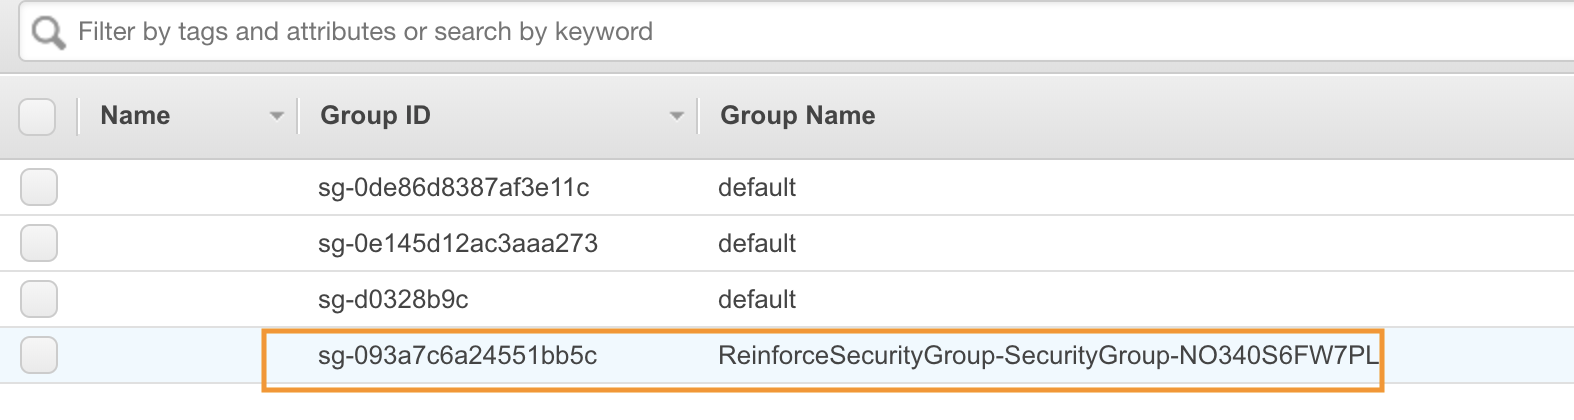 Filter by tags and attributes or search by keyword
Name Group ID Group Name
sg-0de86d8387af3e11c default
sg-0e145d12ac3aaa273 default
sg-d0328b9c default
sg-093a7c6a24551bb5c ReinforceSecurityGroup-SecurityGroup-NO340S6FW7PL